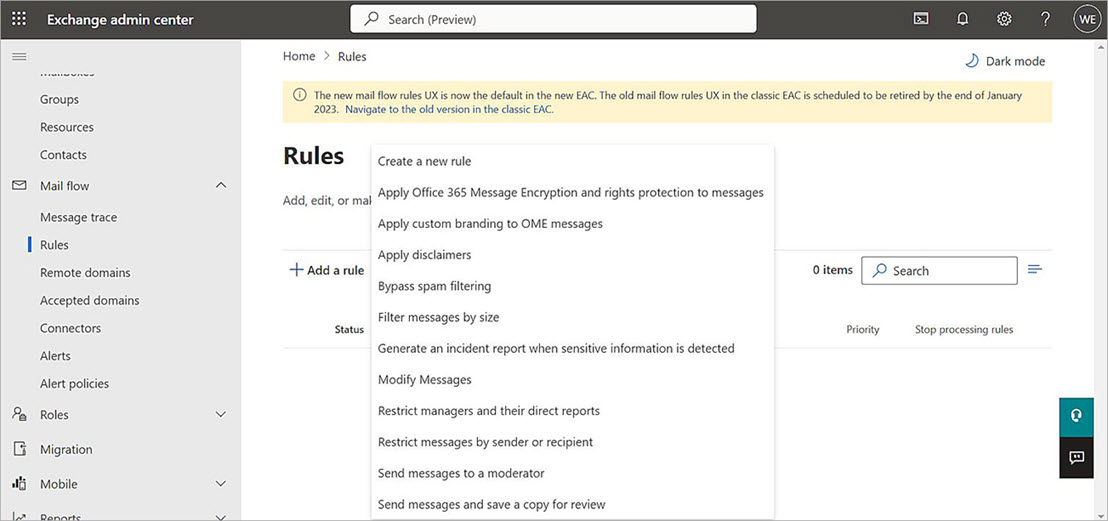 Exchange admin center
Search (Preview)
?
WE
Mailboxes
Groups
Resources
Contacts
Mail flow
Message trace
Rules
Remote domains
Accepted domains
Connectors
Alerts
Alert policies
Roles
Migration
Mobile
Reports
Home > Rules
Dark mode
The new mail flow rules UX is now the default in the new EAC. The old mail flow rules UX in the classic EAC is scheduled to be retired by the end of January
2023. Navigate to the old version in the classic EAC.
Rules
Add, edit, or
Add a rule
Create a new rule
Apply Office 365 Message Encryption and rights protection to messages
Apply custom branding to OME messages
Apply disclaimers
Bypass spam filtering
Filter messages by size
Generate an incident report when sensitive information is detected
Modify Messages
Restrict managers and their direct reports
Restrict messages by sender or recipient
Send messages to a moderator
Send messages and save a copy for review
0 items
Search
Status
Priority
Stop processing rules